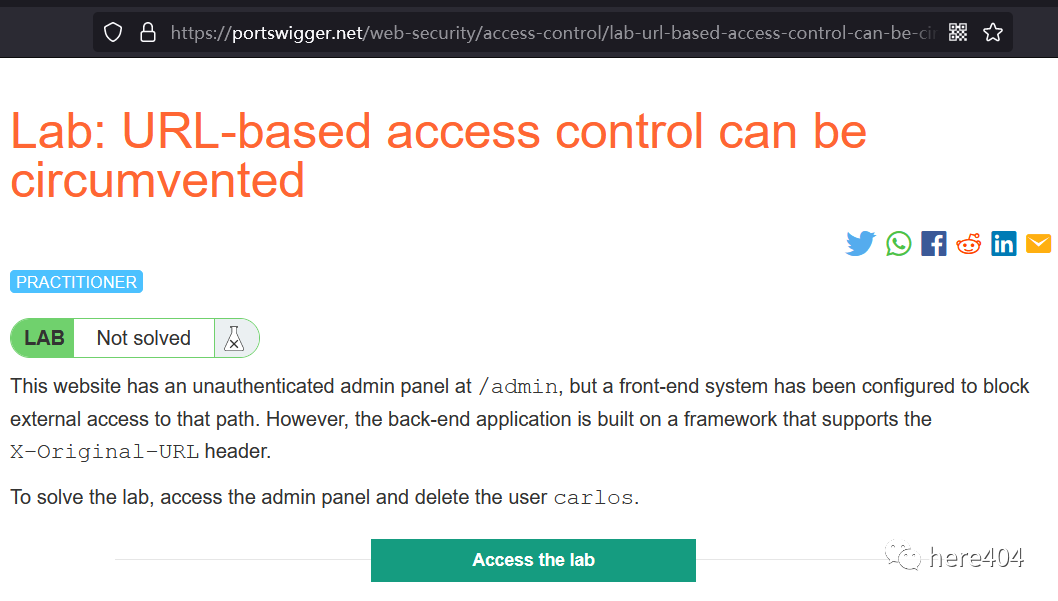 https://portswigger.net/web-security/access-control/lab-url-based-access-control-can-be-cir
Lab: URL-based access control can be
circumvented
PRACTITIONER
LAB Not solved
This website has an unauthenticated admin panel at /admin, but a front-end system has been configured to block
external access to that path. However, the back-end application is built on a framework that supports the
X-Original-URL header.
To solve the lab, access the admin panel and delete the user carlos.
Access the lab
here404